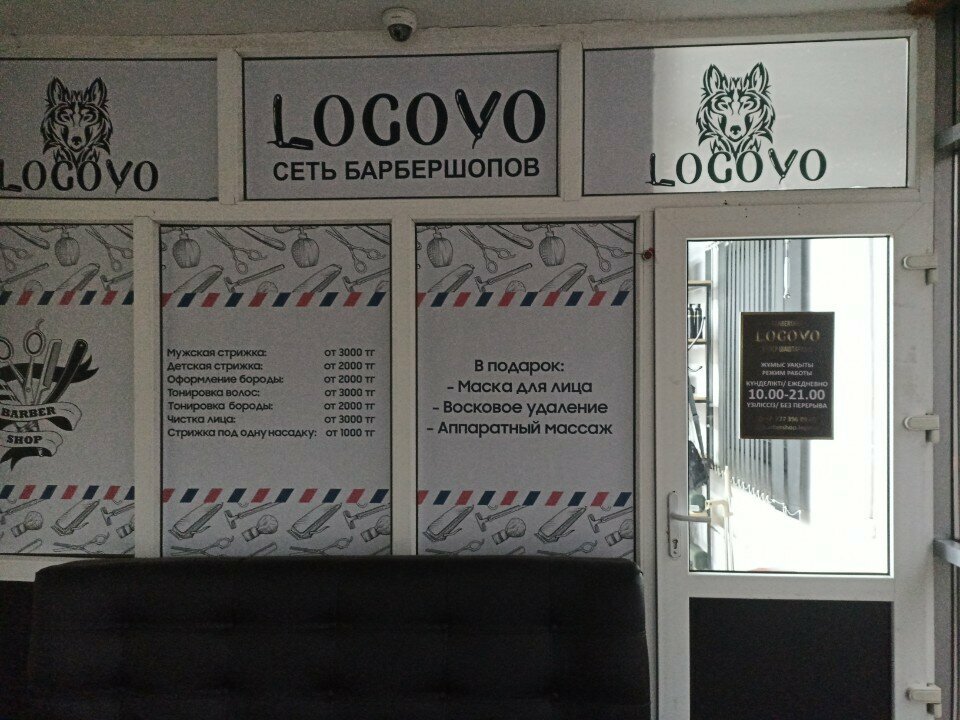 LOGOVO
LOGOVO
СЕТЬ БАРБЕРШОПОВ
LOGOVO
BARBER
SHOP
Мужская стрижка: от 3000 тг
Детская стрижка: от 2000 тг
Оформление бороды: от 2000 тг
Тонировка волос: от 3000 тг
Тонировка бороды: от 2000 тг
Чистка лица: от 3000 тг
Стрижка под одну насадку: от 1000 тг
В подарок:
- Маска для лица
- Восковое удаление
- Аппаратный массаж
LOGOVO
ЖҰМЫС УАҚЫТЫ
РЕЖИМ РАБОТЫ
КҮНДЕЛІКТІ/ ЕЖЕДНЕВНО
10.00-21.00
ҮЗІЛІССІЗ/ БЕЗ ПЕРЕРЫВА